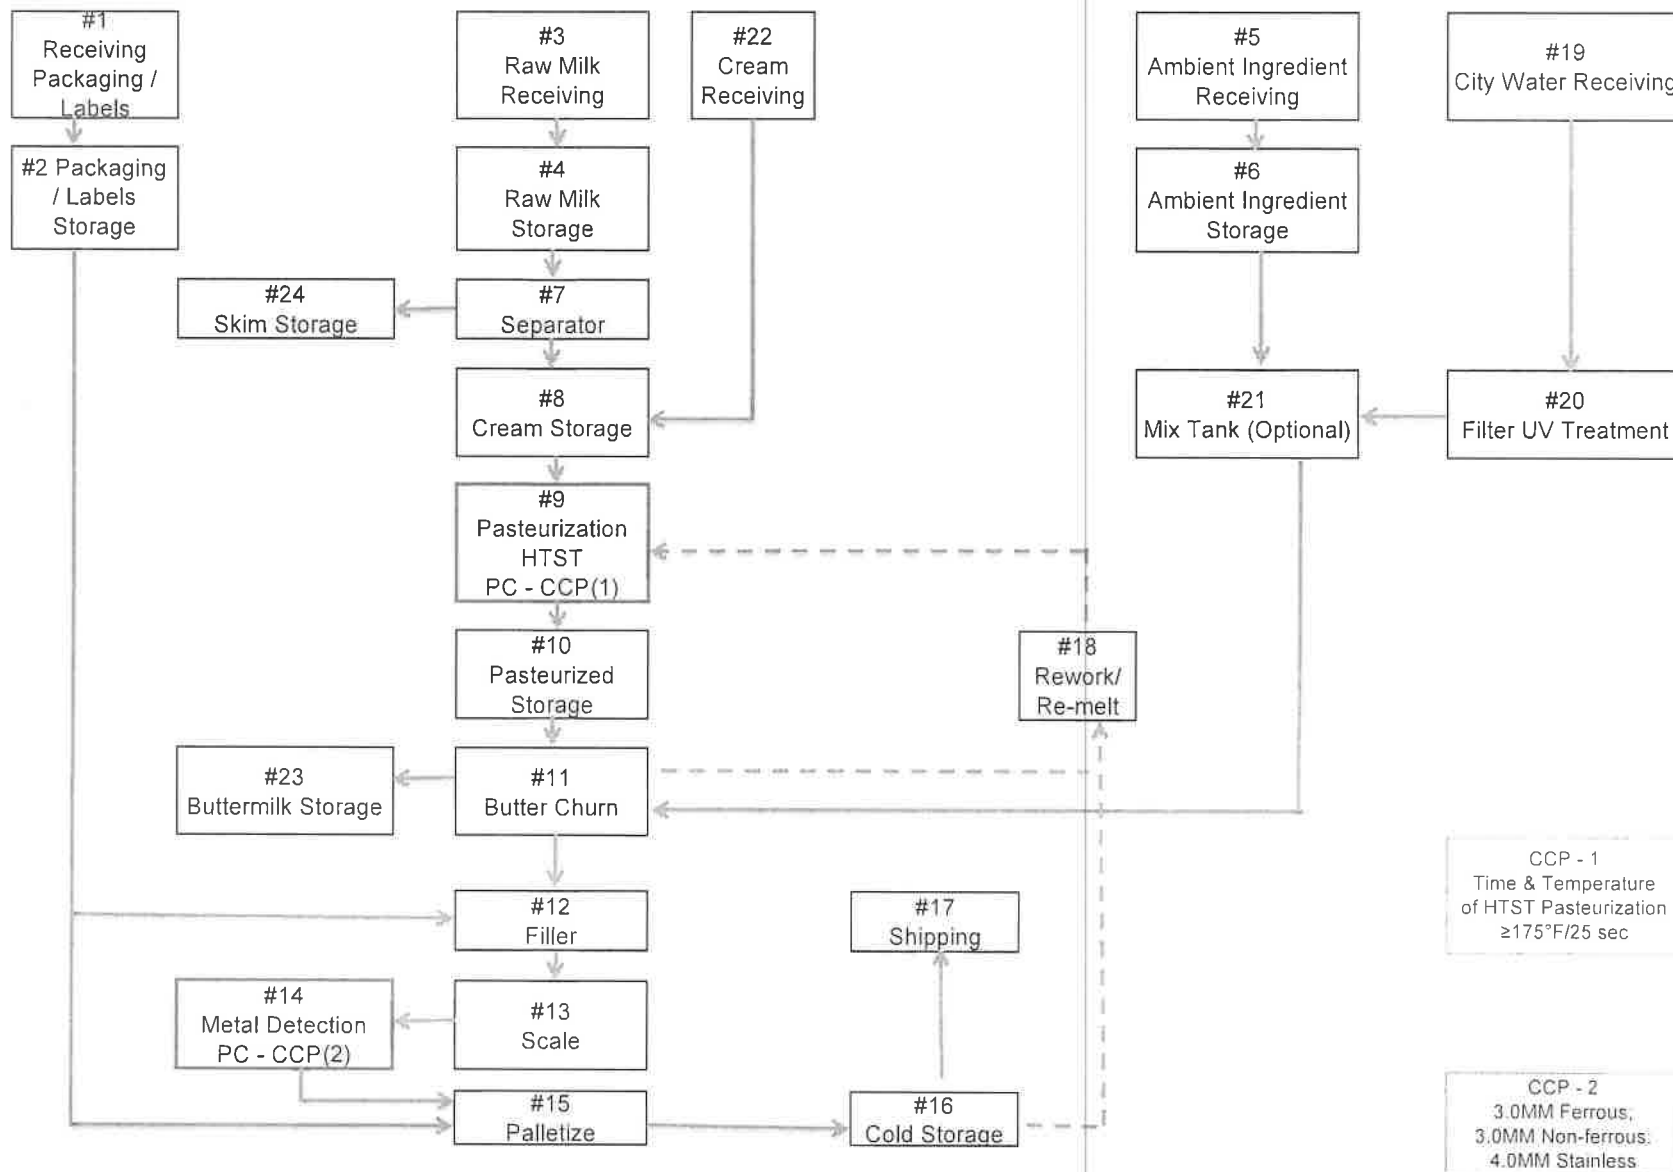 #1
Receiving
Packaging /
Labels
#3
Raw Milk
Receiving
#22
Cream
Receiving
#5
Ambient Ingredient
Receiving
#19
City Water Receiving
#2 Packaging
/ Labels
Storage
#4
Raw Milk
Storage
#6
Ambient Ingredient
Storage
#24
Skim Storage
#7
Separator
#8
Cream Storage
#21
Mix Tank (Optional)
#20
Filter UV Treatment
#9
Pasteurization
HTST
PC - CCP(1)
#10
Pasteurized
Storage
#18
Rework/
Re-melt
#23
Buttermilk Storage
#11
Butter Churn
CCP - 1
Time & Temperature
of HTST Pasteurization
≥175°F/25 sec
#12
Filler
#17
Shipping
#14
Metal Detection
PC - CCP(2)
#13
Scale
#15
Palletize
#16
Cold Storage
CCP - 2
3.0MM Ferrous,
3.0MM Non-ferrous.
4.0MM Stainless